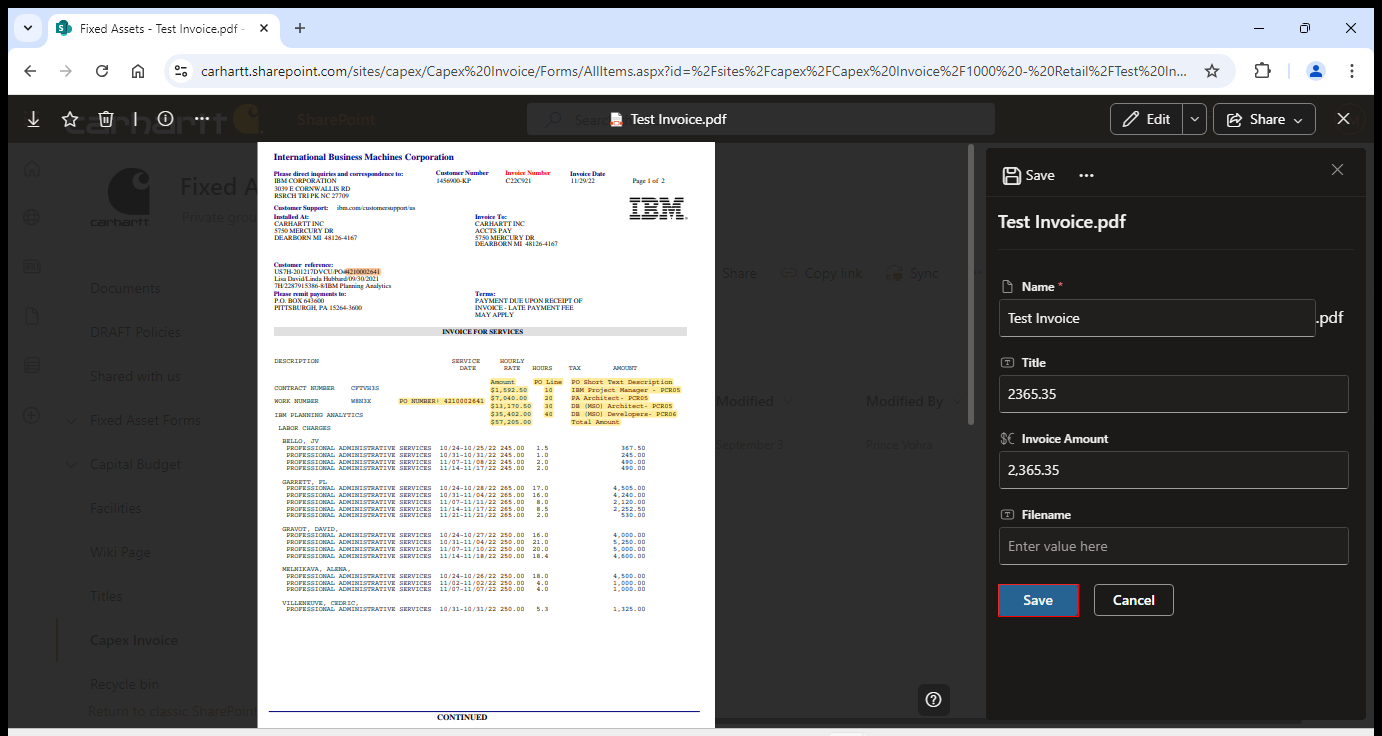 Fixed Assets - Test Invoice.pdf -
carhartt.sharepoint.com/sites/capex/Capex%20Invoice/Forms/AllItems.aspx?id=%2Fsites%2Fcapex%2FCapex%20Invoice%2F1000%20-%20Retail%2FTest%20In...
carhartt SharePoint Sear Test Invoice.pdf Edit Share
Fixed A
Private grou
carhartt
Documents
DRAFT Policies
Shared with us
Fixed Asset Forms
Capital Budget
Facilities
Wiki Page
Titles
Capex Invoice
Recycle bin
Return to classic SharePoin
International Business Machines Corporation
Please direct inquiries and correspondence to: Customer Number Invoice Number Invoice Date
IBM CORPORATION 1456900-KP C22C921 11/29/22 Page 1 of 2
3039 E CORNWALLIS RD
RSRCH TRI PK NC 27709
IBM
Customer Support: ibm.com/customersupport/us
Installed At: Invoice To:
CARHARTT INC CARHARTT INC
5750 MERCURY DR ACCTS PAY
DEARBORN MI 48126-4167 5750 MERCURY DR
DEARBORN MI 48126-4167
Customer reference:
US7H-201217DVCU/PO#4210002641
Lisa David/Linda Hubbard/09/30/2021
7H/2287915386-8/IBM Planning Analytics
Please remit payments to: Terms:
P.O. BOX 643600 PAYMENT DUE UPON RECEIPT OF
PITTSBURGH, PA 15264-3600 INVOICE - LATE PAYMENT FEE
MAY APPLY
INVOICE FOR SERVICES
DESCRIPTION SERVICE HOURLY
DATE RATE HOURS TAX AMOUNT
Amount PO Line PO Short Text Description
CONTRACT NUMBER CFTVH3S $1,592.50 10 IBM Project Manager - PCR05
$7,040.00 20 PA Architect- PCR05
WORK NUMBER W8N3X PO NUMBER: 4210002641 $13,170.50 30 DB (MSO) Architect- PCR05
IBM PLANNING ANALYTICS $35,402.00 40 DB (MSO) Developers- PCR06
$57,205.00 Total Amount
LABOR CHARGES
BELLO, JV
PROFESSIONAL ADMINISTRATIVE SERVICES 10/24-10/25/22 245.00 1.5 367.50
PROFESSIONAL ADMINISTRATIVE SERVICES 10/31-10/31/22 245.00 1.0 245.00
PROFESSIONAL ADMINISTRATIVE SERVICES 11/07-11/08/22 245.00 2.0 490.00
PROFESSIONAL ADMINISTRATIVE SERVICES 11/14-11/17/22 245.00 2.0 490.00
GARRETT, PL
PROFESSIONAL ADMINISTRATIVE SERVICES 10/24-10/28/22 265.00 17.0 4,505.00
PROFESSIONAL ADMINISTRATIVE SERVICES 10/31-11/04/22 265.00 16.0 4,240.00
PROFESSIONAL ADMINISTRATIVE SERVICES 11/07-11/11/22 265.00 8.0 2,120.00
PROFESSIONAL ADMINISTRATIVE SERVICES 11/14-11/17/22 265.00 8.5 2,252.50
PROFESSIONAL ADMINISTRATIVE SERVICES 11/21-11/21/22 265.00 2.0 530.00
GRAVOT, DAVID,
PROFESSIONAL ADMINISTRATIVE SERVICES 10/24-10/27/22 250.00 16.0 4,000.00
PROFESSIONAL ADMINISTRATIVE SERVICES 10/31-11/04/22 250.00 21.0 5,250.00
PROFESSIONAL ADMINISTRATIVE SERVICES 11/07-11/10/22 250.00 20.0 5,000.00
PROFESSIONAL ADMINISTRATIVE SERVICES 11/14-11/18/22 250.00 18.4 4,600.00
MELNIKAVA, ALENA,
PROFESSIONAL ADMINISTRATIVE SERVICES 10/24-10/26/22 250.00 18.0 4,500.00
PROFESSIONAL ADMINISTRATIVE SERVICES 11/02-11/02/22 250.00 4.0 1,000.00
PROFESSIONAL ADMINISTRATIVE SERVICES 11/07-11/07/22 250.00 4.0 1,000.00
VILLENEUVE, CEDRIC,
PROFESSIONAL ADMINISTRATIVE SERVICES 10/31-10/31/22 250.00 5.3 1,325.00
CONTINUED
Share Copy link Sync
Modified Modified By
September 3 Prince Vohra
Save
Test Invoice.pdf
Name *
Test Invoice .pdf
Title
2365.35
Invoice Amount
2,365.35
Filename
Enter value here
Save Cancel